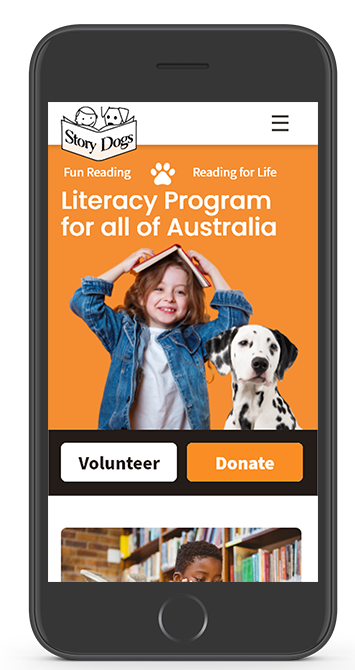 Story Dogs
Fun Reading
Reading for Life
Literacy Program
for all of Australia
Volunteer
Donate